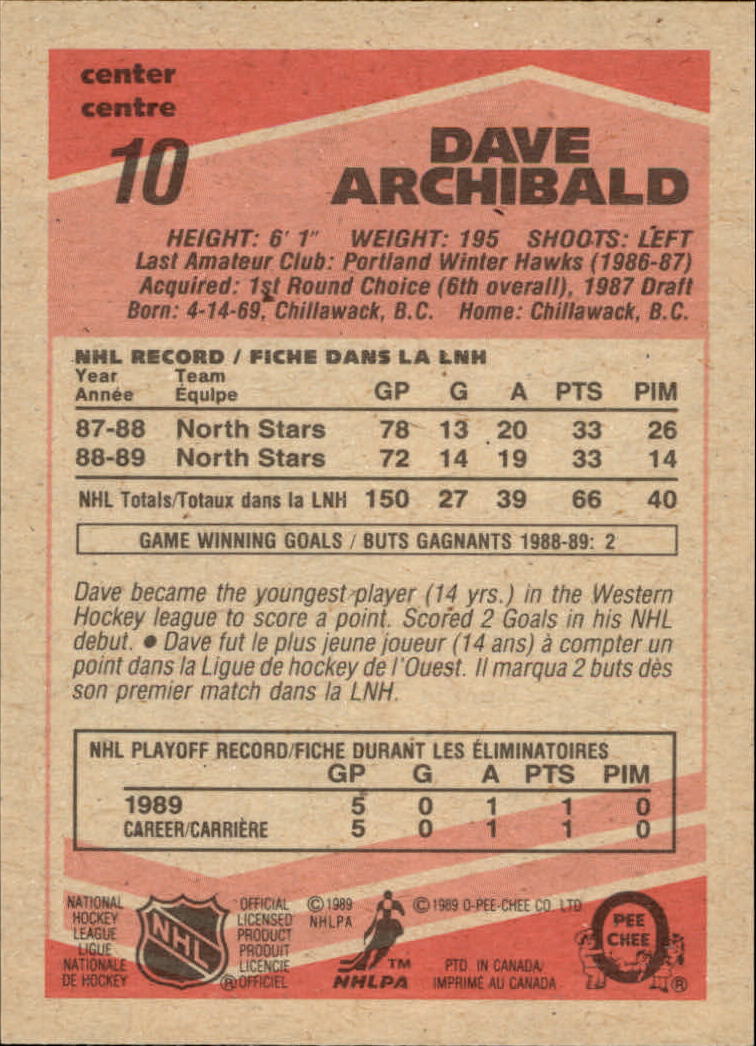 center
centre
10
DAVE
ARCHIBALD
HEIGHT: 6' 1" WEIGHT: 195 SHOOTS: LEFT
Last Amateur Club: Portland Winter Hawks (1986-87)
Acquired: 1st Round Choice (6th overall), 1987 Draft
Born: 4-14-69, Chillawack, B.C. Home: Chillawack, B.C.
NHL RECORD / FICHE DANS LA LNH
Year Team
Année Équipe GP G A PTS PIM
87-88 North Stars 78 13 20 33 26
88-89 North Stars 72 14 19 33 14
NHL Totals/Totaux dans la LNH 150 27 39 66 40
GAME WINNING GOALS / BUTS GAGNANTS 1988-89: 2
Dave became the youngest player (14 yrs.) in the Western
Hockey league to score a point. Scored 2 Goals in his NHL
debut. ● Dave fut le plus jeune joueur (14 ans) à compter un
point dans la Ligue de hockey de l'Ouest. Il marqua 2 buts dès
son premier match dans la LNH.
NHL PLAYOFF RECORD/FICHE DURANT LES ÉLIMINATOIRES
GP G A PTS PIM
1989 5 0 1 1 0
CAREER/CARRIÈRE 5 0 1 1 0
NATIONAL
HOCKEY
LEAGUE
LIGUE
NATIONALE
DE HOCKEY
NHL
OFFICIAL
LICENSED
PRODUCT
PRODUIT
LICENCIE
®OFFICIEL
© 1989
NHLPA
TM
NHLPA
© 1989 O-PEE-CHEE CO. LTD
PTD IN CANADA/
IMPRIMÉ AU CANADA
PEE
CHEE
®